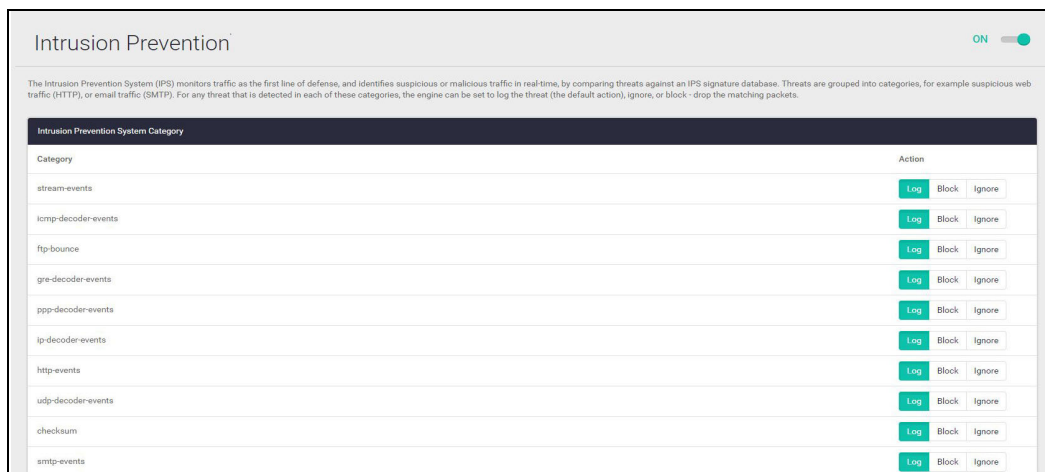 Intrusion Prevention
ON
The Intrusion Prevention System (IPS) monitors traffic as the first line of defense, and identifies suspicious or malicious traffic in real-time, by comparing threats against an IPS signature database. Threats are grouped into categories, for example suspicious web
traffic (HTTP), or email traffic (SMTP). For any threat that is detected in each of these categories, the engine can be set to log the threat (the default action), ignore, or block - drop the matching packets.
Intrusion Prevention System Category
Category Action
stream-events Log Block Ignore
icmp-decoder-events Log Block Ignore
ftp-bounce Log Block Ignore
gre-decoder-events Log Block Ignore
ppp-decoder-events Log Block Ignore
ip-decoder-events Log Block Ignore
http-events Log Block Ignore
udp-decoder-events Log Block Ignore
checksum Log Block Ignore
smtp-events Log Block Ignore